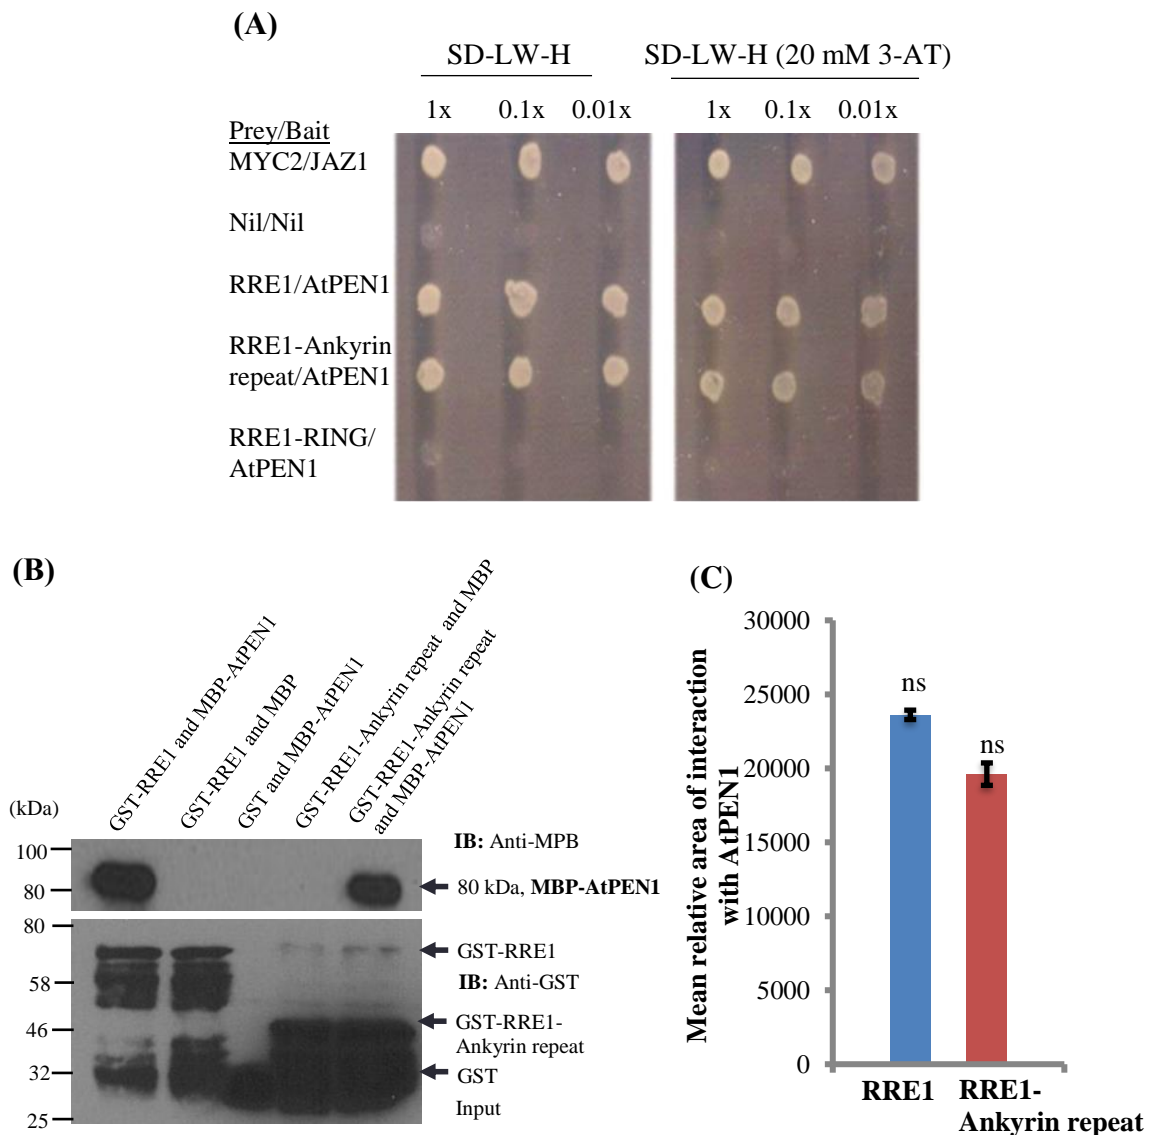 (A)
SD-LW-H
SD-LW-H (20 mM 3-AT)
1x 0.1x 0.01x
1x 0.1x 0.01x
Prey/Bait
MYC2/JAZ1
Nil/Nil
RRE1/AtPEN1
RRE1-Ankyrin
repeat/AtPEN1
RRE1-RING/
AtPEN1
(B)
GST-RRE1 and MBP-AtPEN1
GST-RRE1 and MBP
GST and MBP-AtPEN1
GST-RRE1-Ankyrin repeat and MBP
GST-RRE1-Ankyrin repeat
and MBP-AtPEN1
(kDa)
100
80
IB: Anti-MPB
80 kDa, MBP-AtPEN1
80
58
46
32
25
GST-RRE1
IB: Anti-GST
GST-RRE1-
Ankyrin repeat
GST
Input
(C)
Mean relative area of interaction
with AtPEN1
30000
25000
20000
15000
10000
5000
0
ns
ns
RRE1
RRE1-
Ankyrin repeat